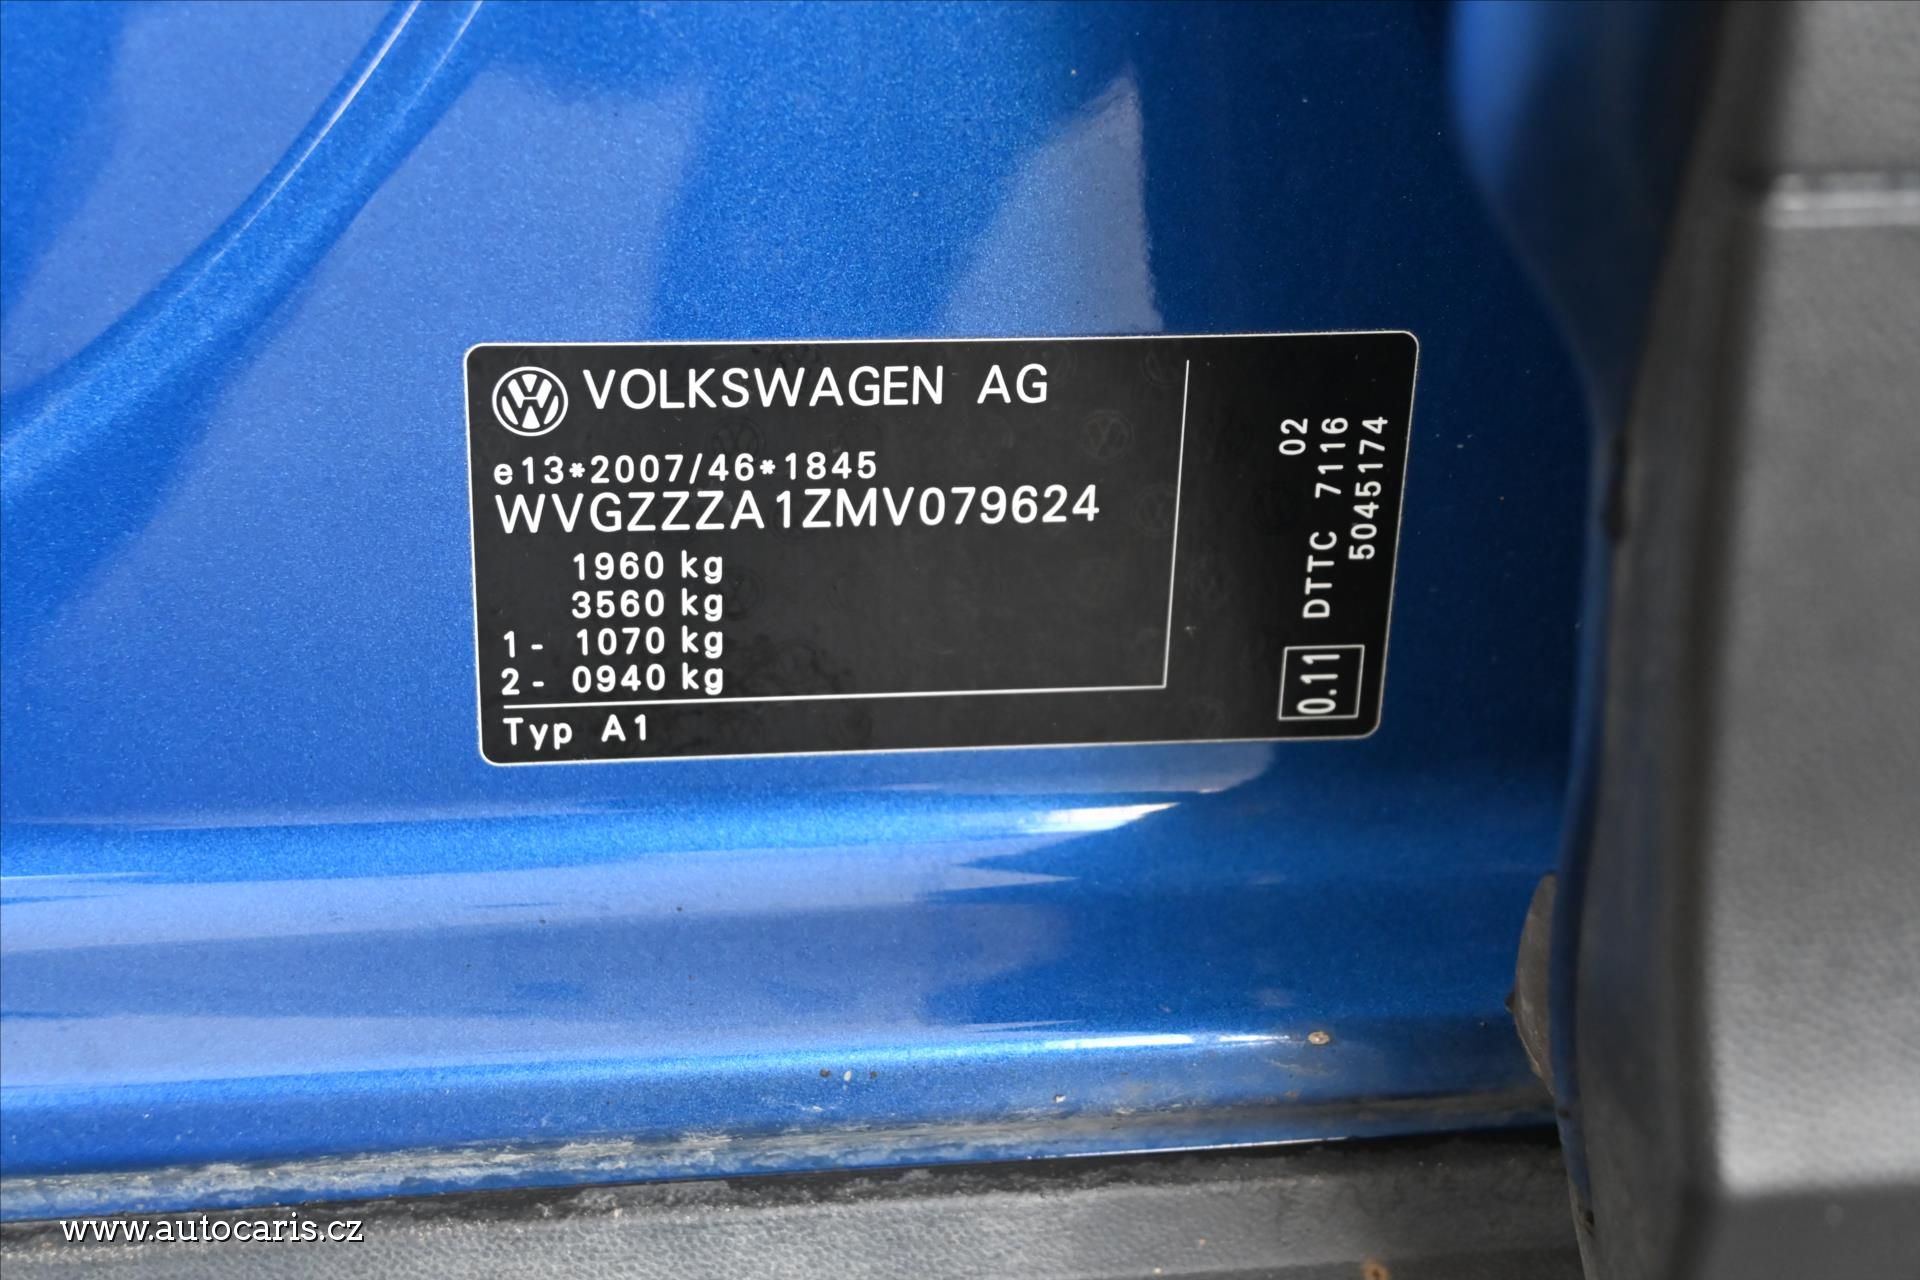 VOLKSWAGEN AG
e13*2007/46*1845
WVGZZZA1ZMV079624
1960 kg
3560 kg
1- 1070 kg
2- 0940 kg
Typ A1
02
DTTC 7116
5045174
0.11
www.autocaris.cz